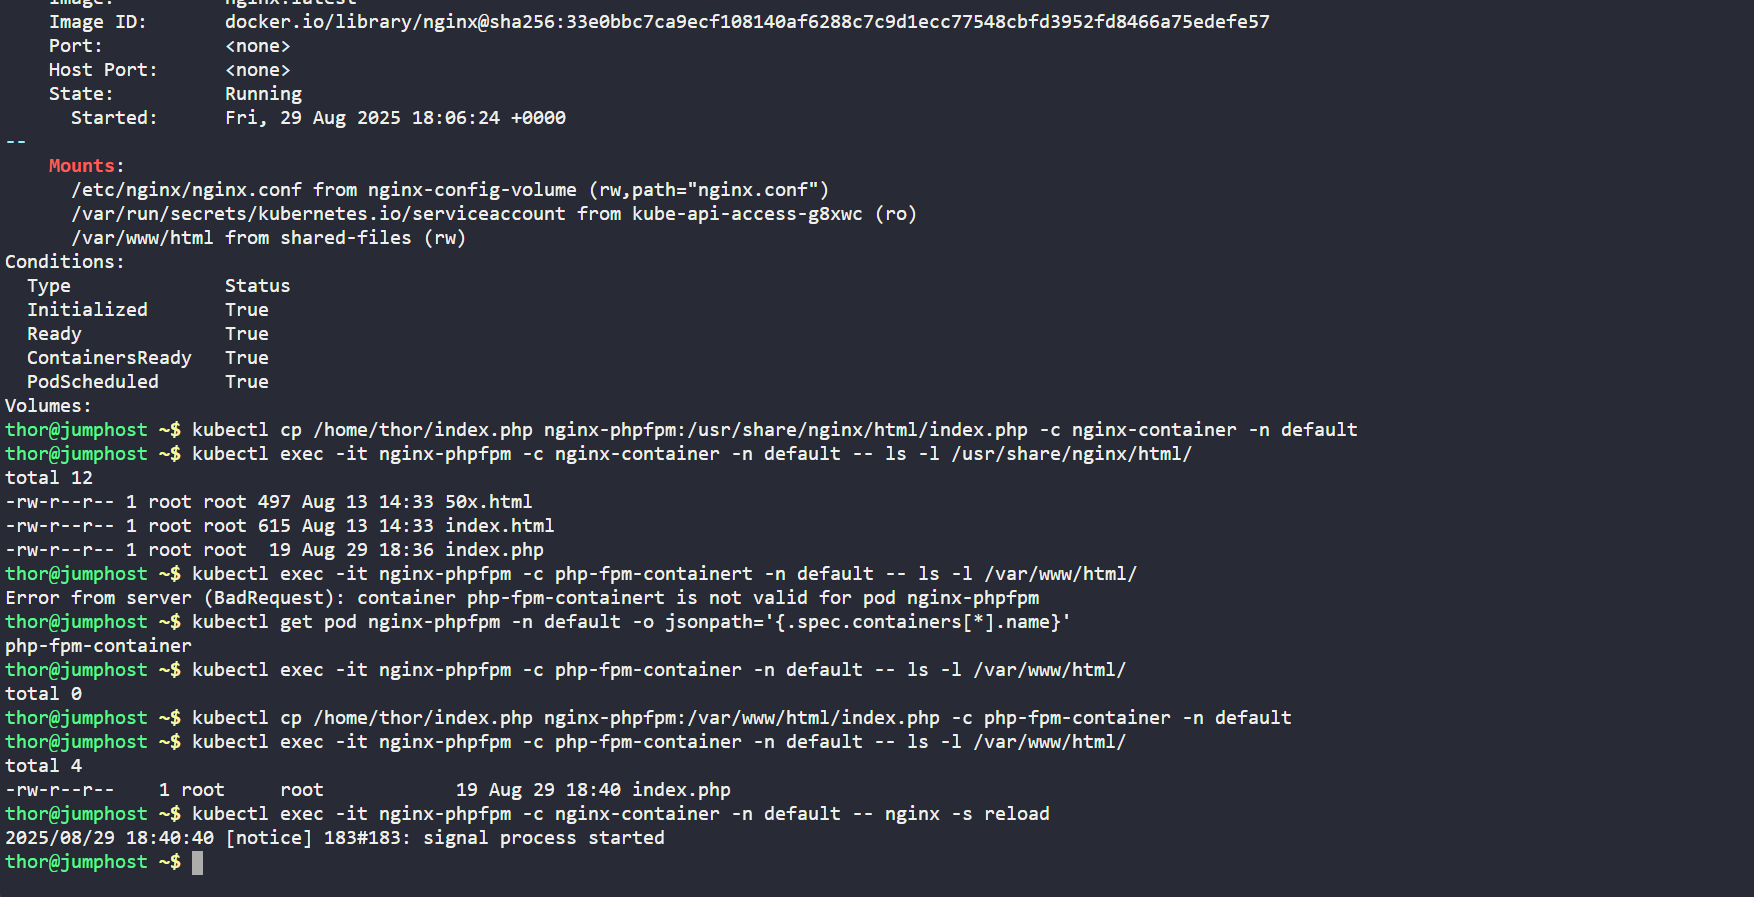 Image: nginx:latest
Image ID: docker.io/library/nginx@sha256:33e0bbc7ca9ecf108140af6288c7c9d1ecc77548cbfd3952fd8466a75edefe57
Port: <none>
Host Port: <none>
State: Running
Started: Fri, 29 Aug 2025 18:06:24 +0000
--
Mounts:
/etc/nginx/nginx.conf from nginx-config-volume (rw,path="nginx.conf")
/var/run/secrets/kubernetes.io/serviceaccount from kube-api-access-g8xwc (ro)
/var/www/html from shared-files (rw)
Conditions:
Type Status
Initialized True
Ready True
ContainersReady True
PodScheduled True
Volumes:
thor@jumphost ~$ kubectl cp /home/thor/index.php nginx-phpfpm:/usr/share/nginx/html/index.php -c nginx-container -n default
thor@jumphost ~$ kubectl exec -it nginx-phpfpm -c nginx-container -n default -- ls -l /usr/share/nginx/html/
total 12
-rw-r--r-- 1 root root 497 Aug 13 14:33 50x.html
-rw-r--r-- 1 root root 615 Aug 13 14:33 index.html
-rw-r--r-- 1 root root  19 Aug 29 18:36 index.php
thor@jumphost ~$ kubectl exec -it nginx-phpfpm -c php-fpm-containert -n default -- ls -l /var/www/html/
Error from server (BadRequest): container php-fpm-containert is not valid for pod nginx-phpfpm
thor@jumphost ~$ kubectl get pod nginx-phpfpm -n default -o jsonpath='{.spec.containers[*].name}'
php-fpm-container
thor@jumphost ~$ kubectl exec -it nginx-phpfpm -c php-fpm-container -n default -- ls -l /var/www/html/
total 0
thor@jumphost ~$ kubectl cp /home/thor/index.php nginx-phpfpm:/var/www/html/index.php -c php-fpm-container -n default
thor@jumphost ~$ kubectl exec -it nginx-phpfpm -c php-fpm-container -n default -- ls -l /var/www/html/
total 4
-rw-r--r--    1 root     root            19 Aug 29 18:40 index.php
thor@jumphost ~$ kubectl exec -it nginx-phpfpm -c nginx-container -n default -- nginx -s reload
2025/08/29 18:40:40 [notice] 183#183: signal process started
thor@jumphost ~$